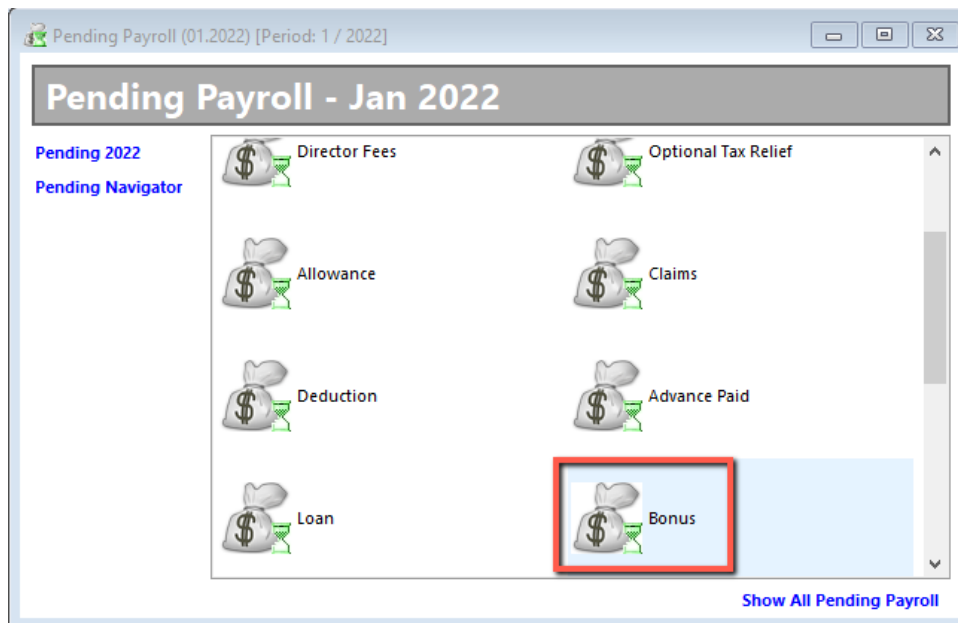 Pending Payroll (01.2022) [Period: 1 / 2022]
Pending Payroll - Jan 2022
Pending 2022
Pending Navigator
Director Fees
Optional Tax Relief
Allowance
Claims
Deduction
Advance Paid
Loan
Bonus
Show All Pending Payroll